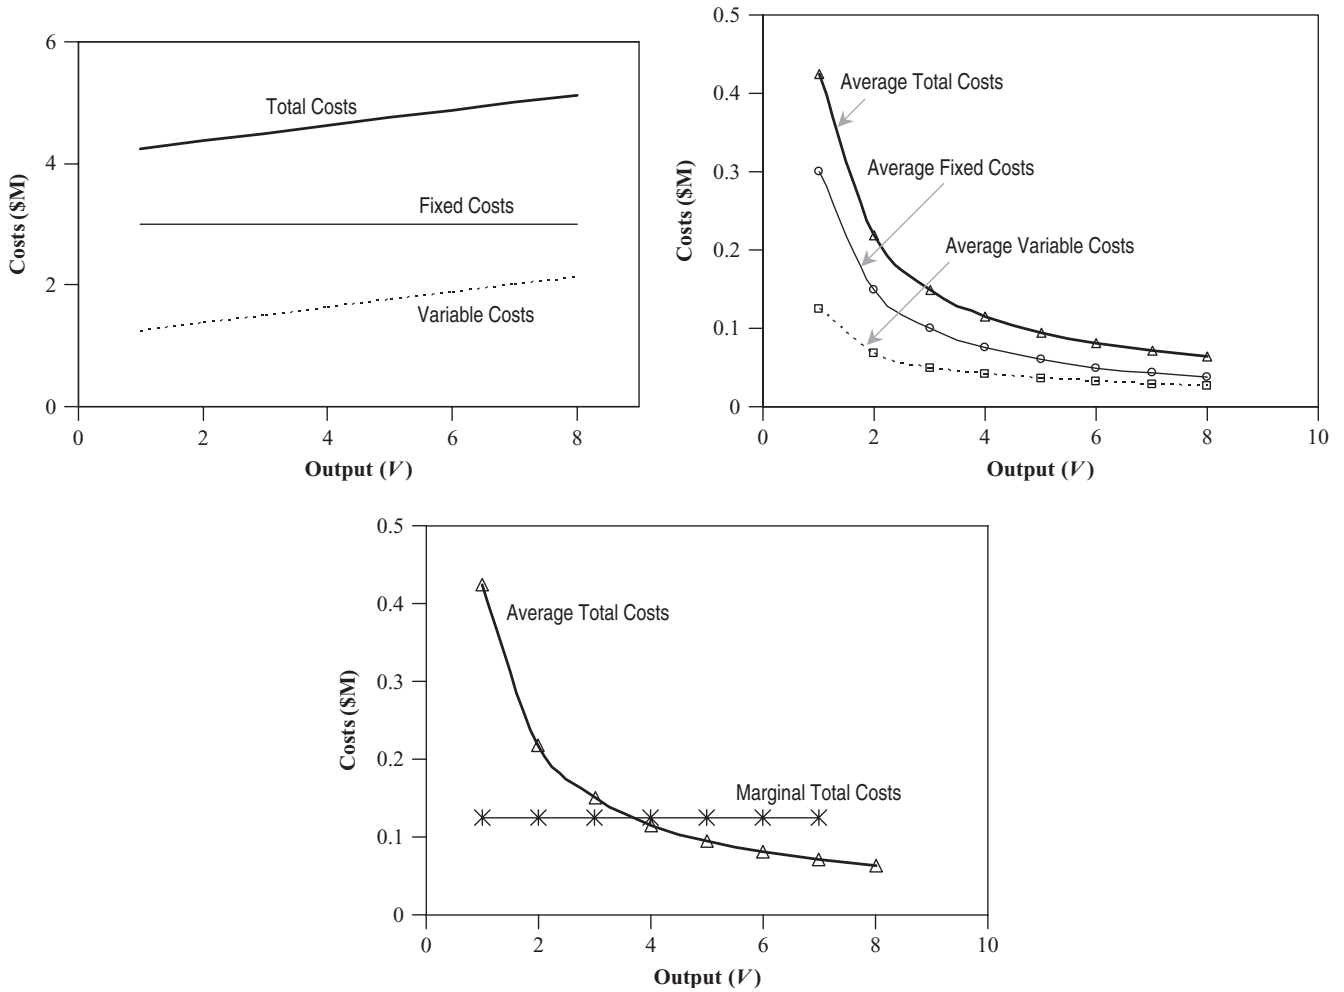 6
4
2
0
Costs ($M)
Total Costs
Fixed Costs
Variable Costs
0 2 4 6 8
Output (V)
0.5
0.4
0.3
0.2
0.1
0
Costs ($M)
Average Total Costs
Average Fixed Costs
Average Variable Costs
0 2 4 6 8 10
Output (V)
0.5
0.4
0.3
0.2
0.1
0
Costs ($M)
Average Total Costs
Marginal Total Costs
0 2 4 6 8 10
Output (V)